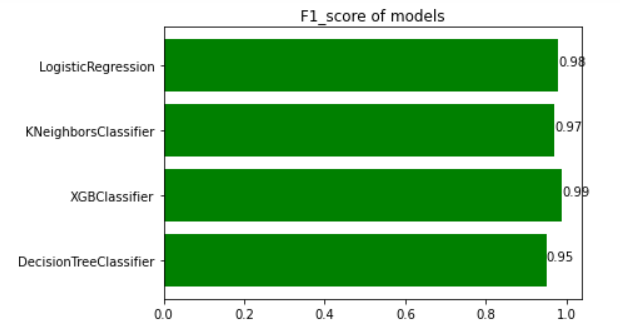 F1_score of models
LogisticRegression
0.98
KNeighborsClassifier
0.97
XGBClassifier
0.99
DecisionTreeClassifier
0.95
0.0 0.2 0.4 0.6 0.8 1.0